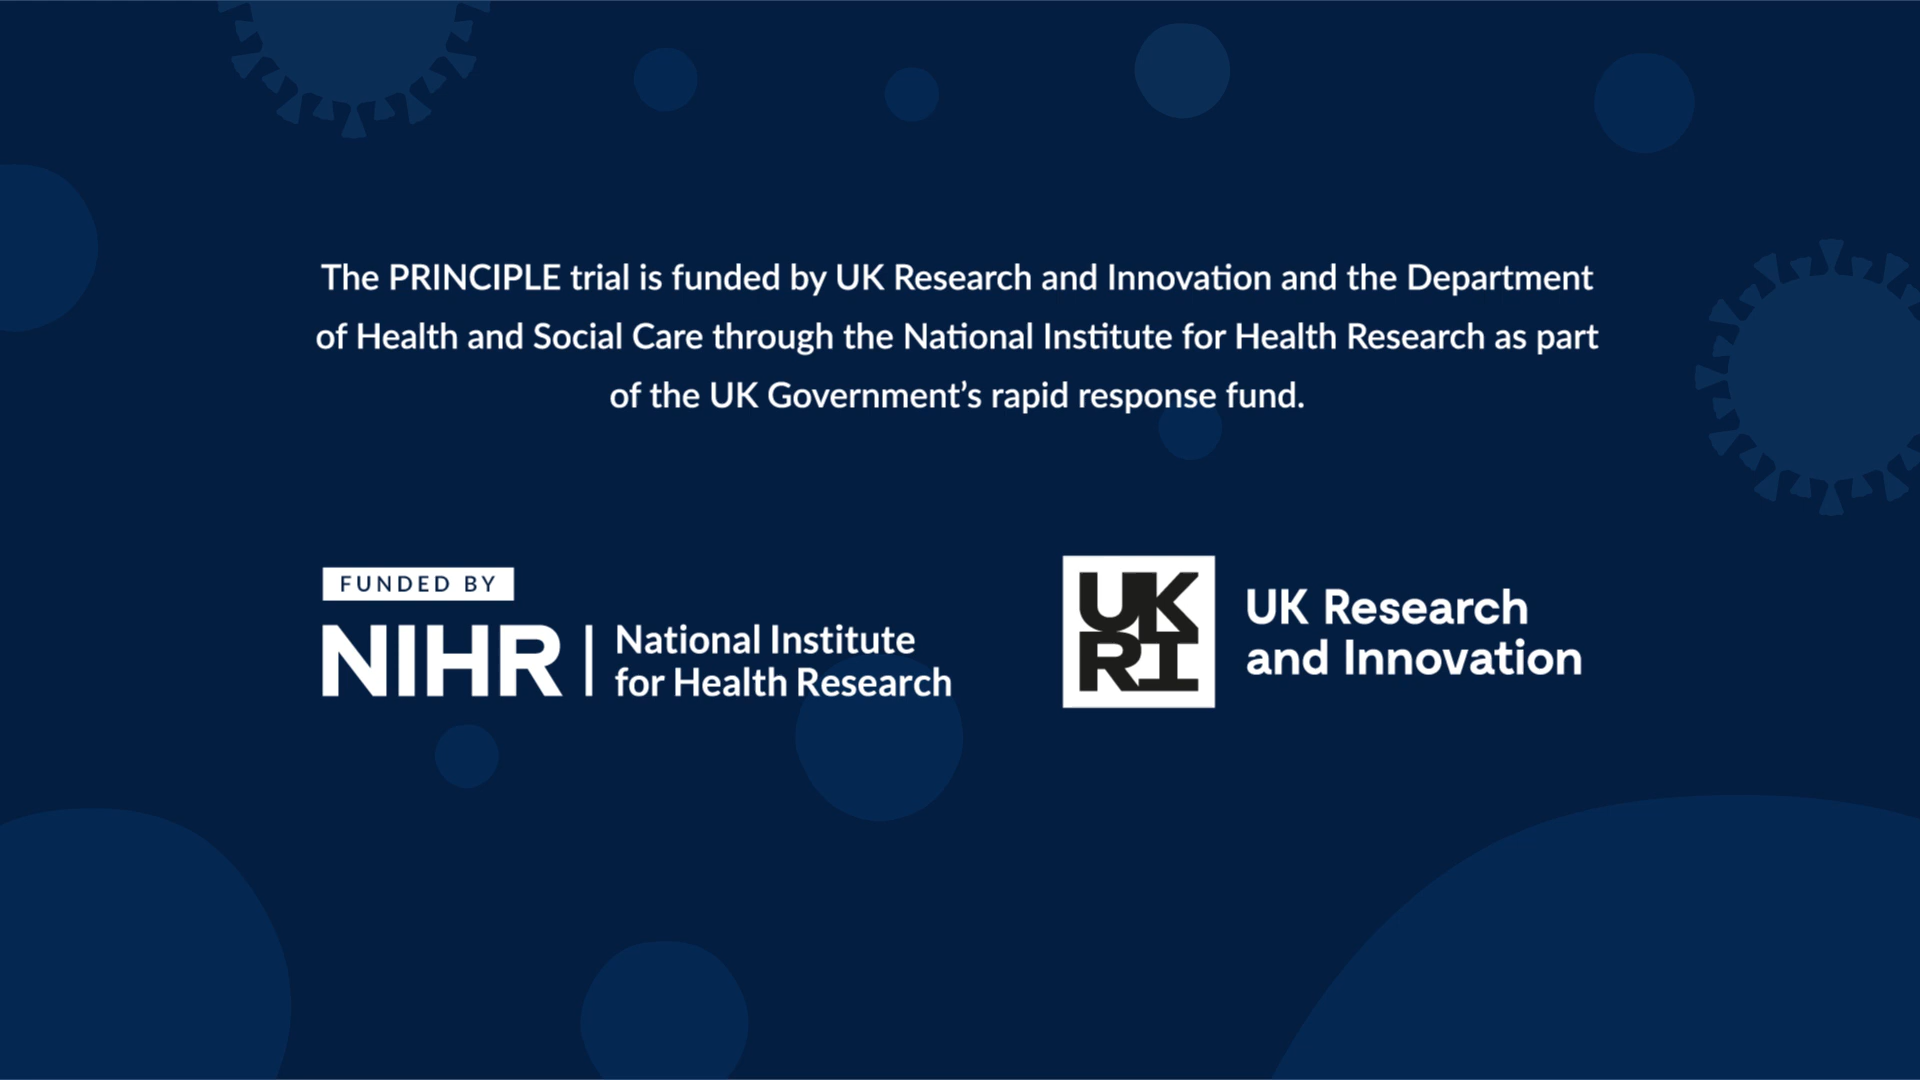 The PRINCIPLE trial is funded by UK Research and Innovation and the Department
of Health and Social Care through the National Institute for Health Research as part
of the UK Government’s rapid response fund.
FUNDED BY
NIHR | National Institute
for Health Research
UK
RI
UK Research
and Innovation